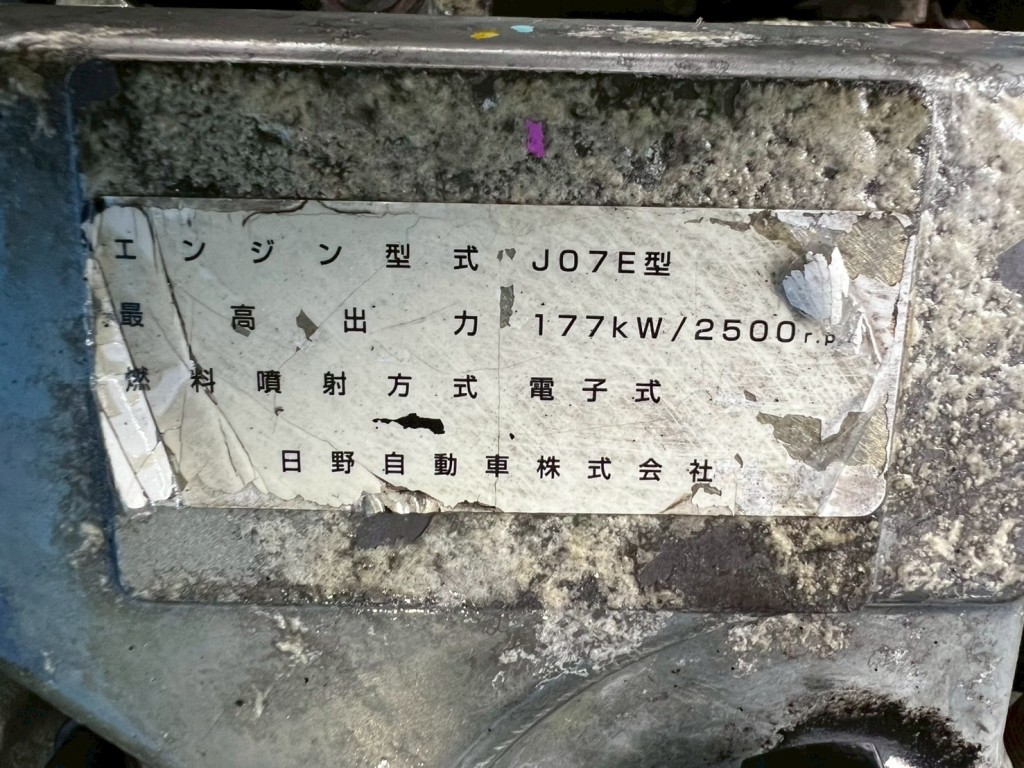 エンジン型式 J07E型
最高出力 177kW/2500r.p
燃料噴射方式 電子式
日野自動車株式会社